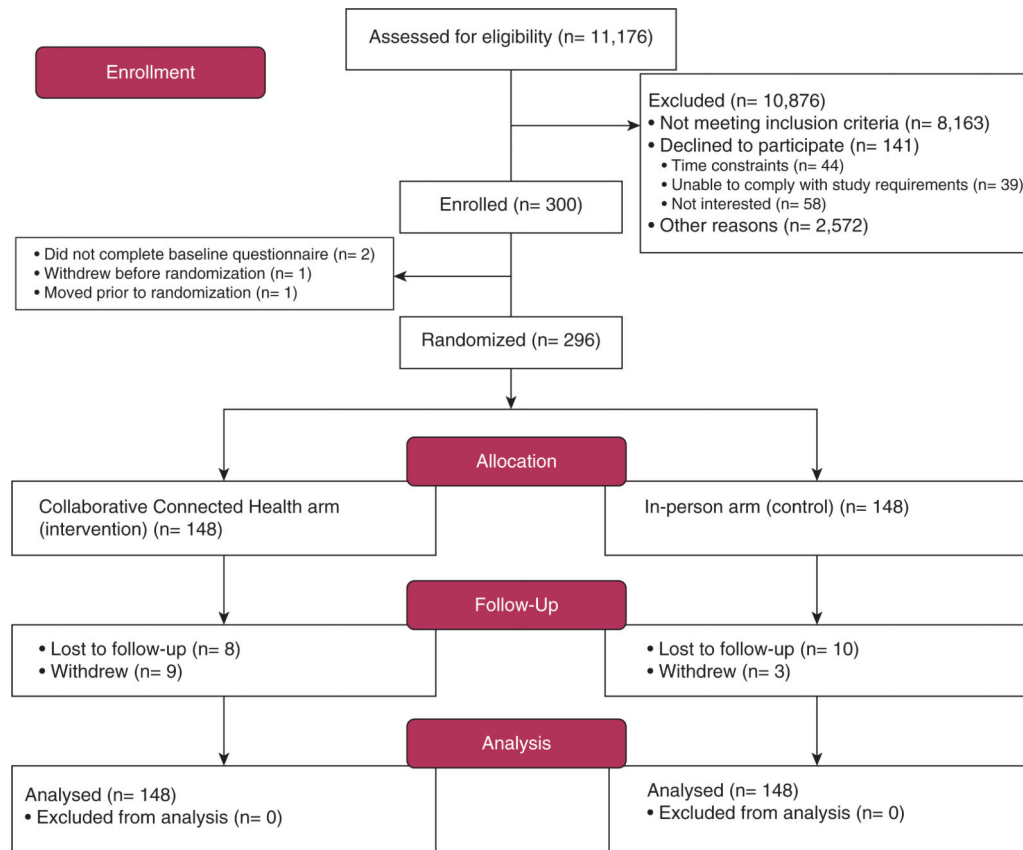 Assessed for eligibility (n= 11,176)
Enrollment
Excluded (n= 10,876)
• Not meeting inclusion criteria (n= 8,163)
• Declined to participate (n= 141)
• Time constraints (n= 44)
• Unable to comply with study requirements (n= 39)
• Not interested (n= 58)
• Other reasons (n= 2,572)
Enrolled (n= 300)
• Did not complete baseline questionnaire (n= 2)
• Withdrew before randomization (n= 1)
• Moved prior to randomization (n= 1)
Randomized (n= 296)
Allocation
Collaborative Connected Health arm
(intervention) (n= 148)
In-person arm (control) (n= 148)
Follow-Up
• Lost to follow-up (n= 8)
• Withdrew (n= 9)
• Lost to follow-up (n= 10)
• Withdrew (n= 3)
Analysis
Analysed (n= 148)
• Excluded from analysis (n= 0)
Analysed (n= 148)
• Excluded from analysis (n= 0)